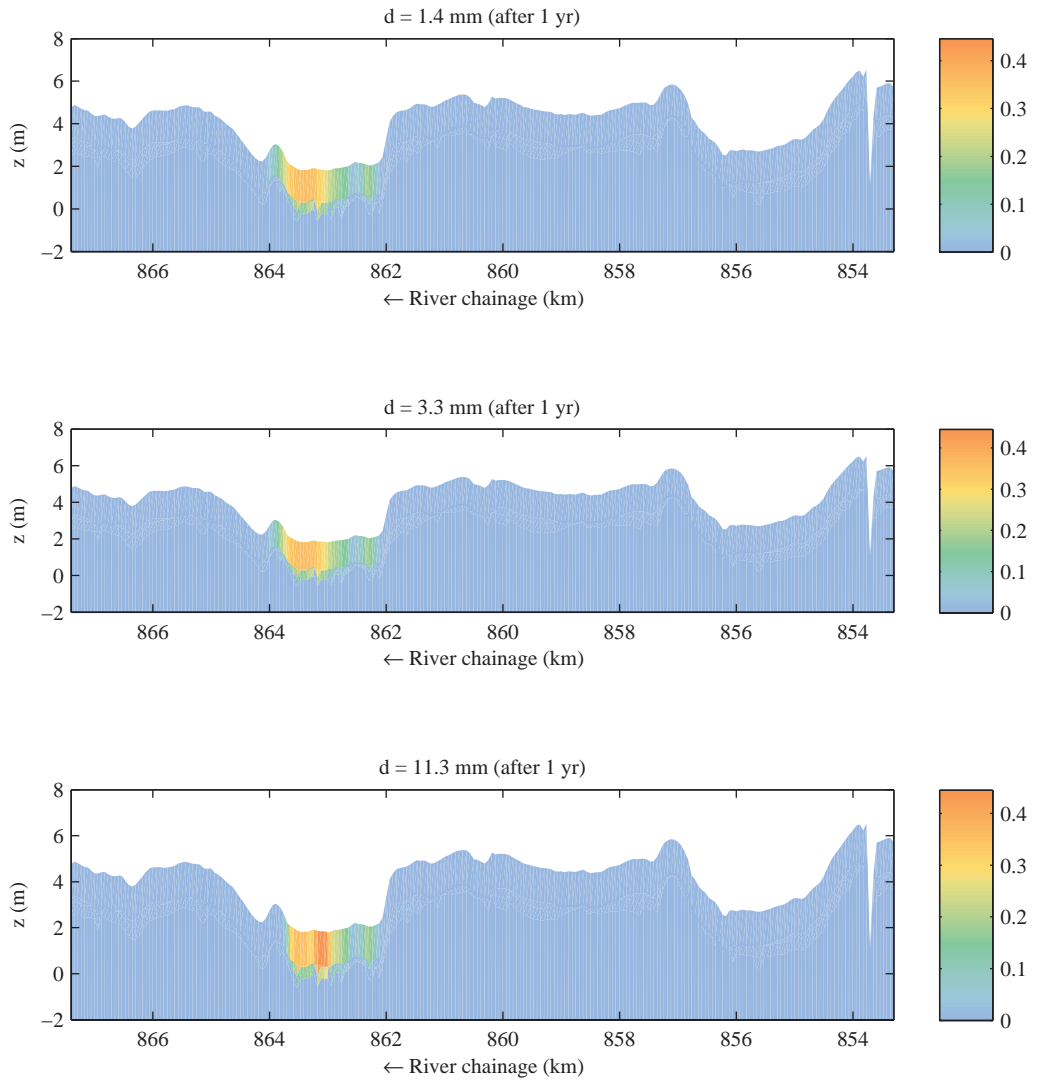 d = 1.4 mm (after 1 yr)
8
6
4
2
0
−2
z (m)
866 864 862 860 858 856 854
← River chainage (km)
0.4
0.3
0.2
0.1
0
d = 3.3 mm (after 1 yr)
8
6
4
2
0
−2
z (m)
866 864 862 860 858 856 854
← River chainage (km)
0.4
0.3
0.2
0.1
0
d = 11.3 mm (after 1 yr)
8
6
4
2
0
−2
z (m)
866 864 862 860 858 856 854
← River chainage (km)
0.4
0.3
0.2
0.1
0